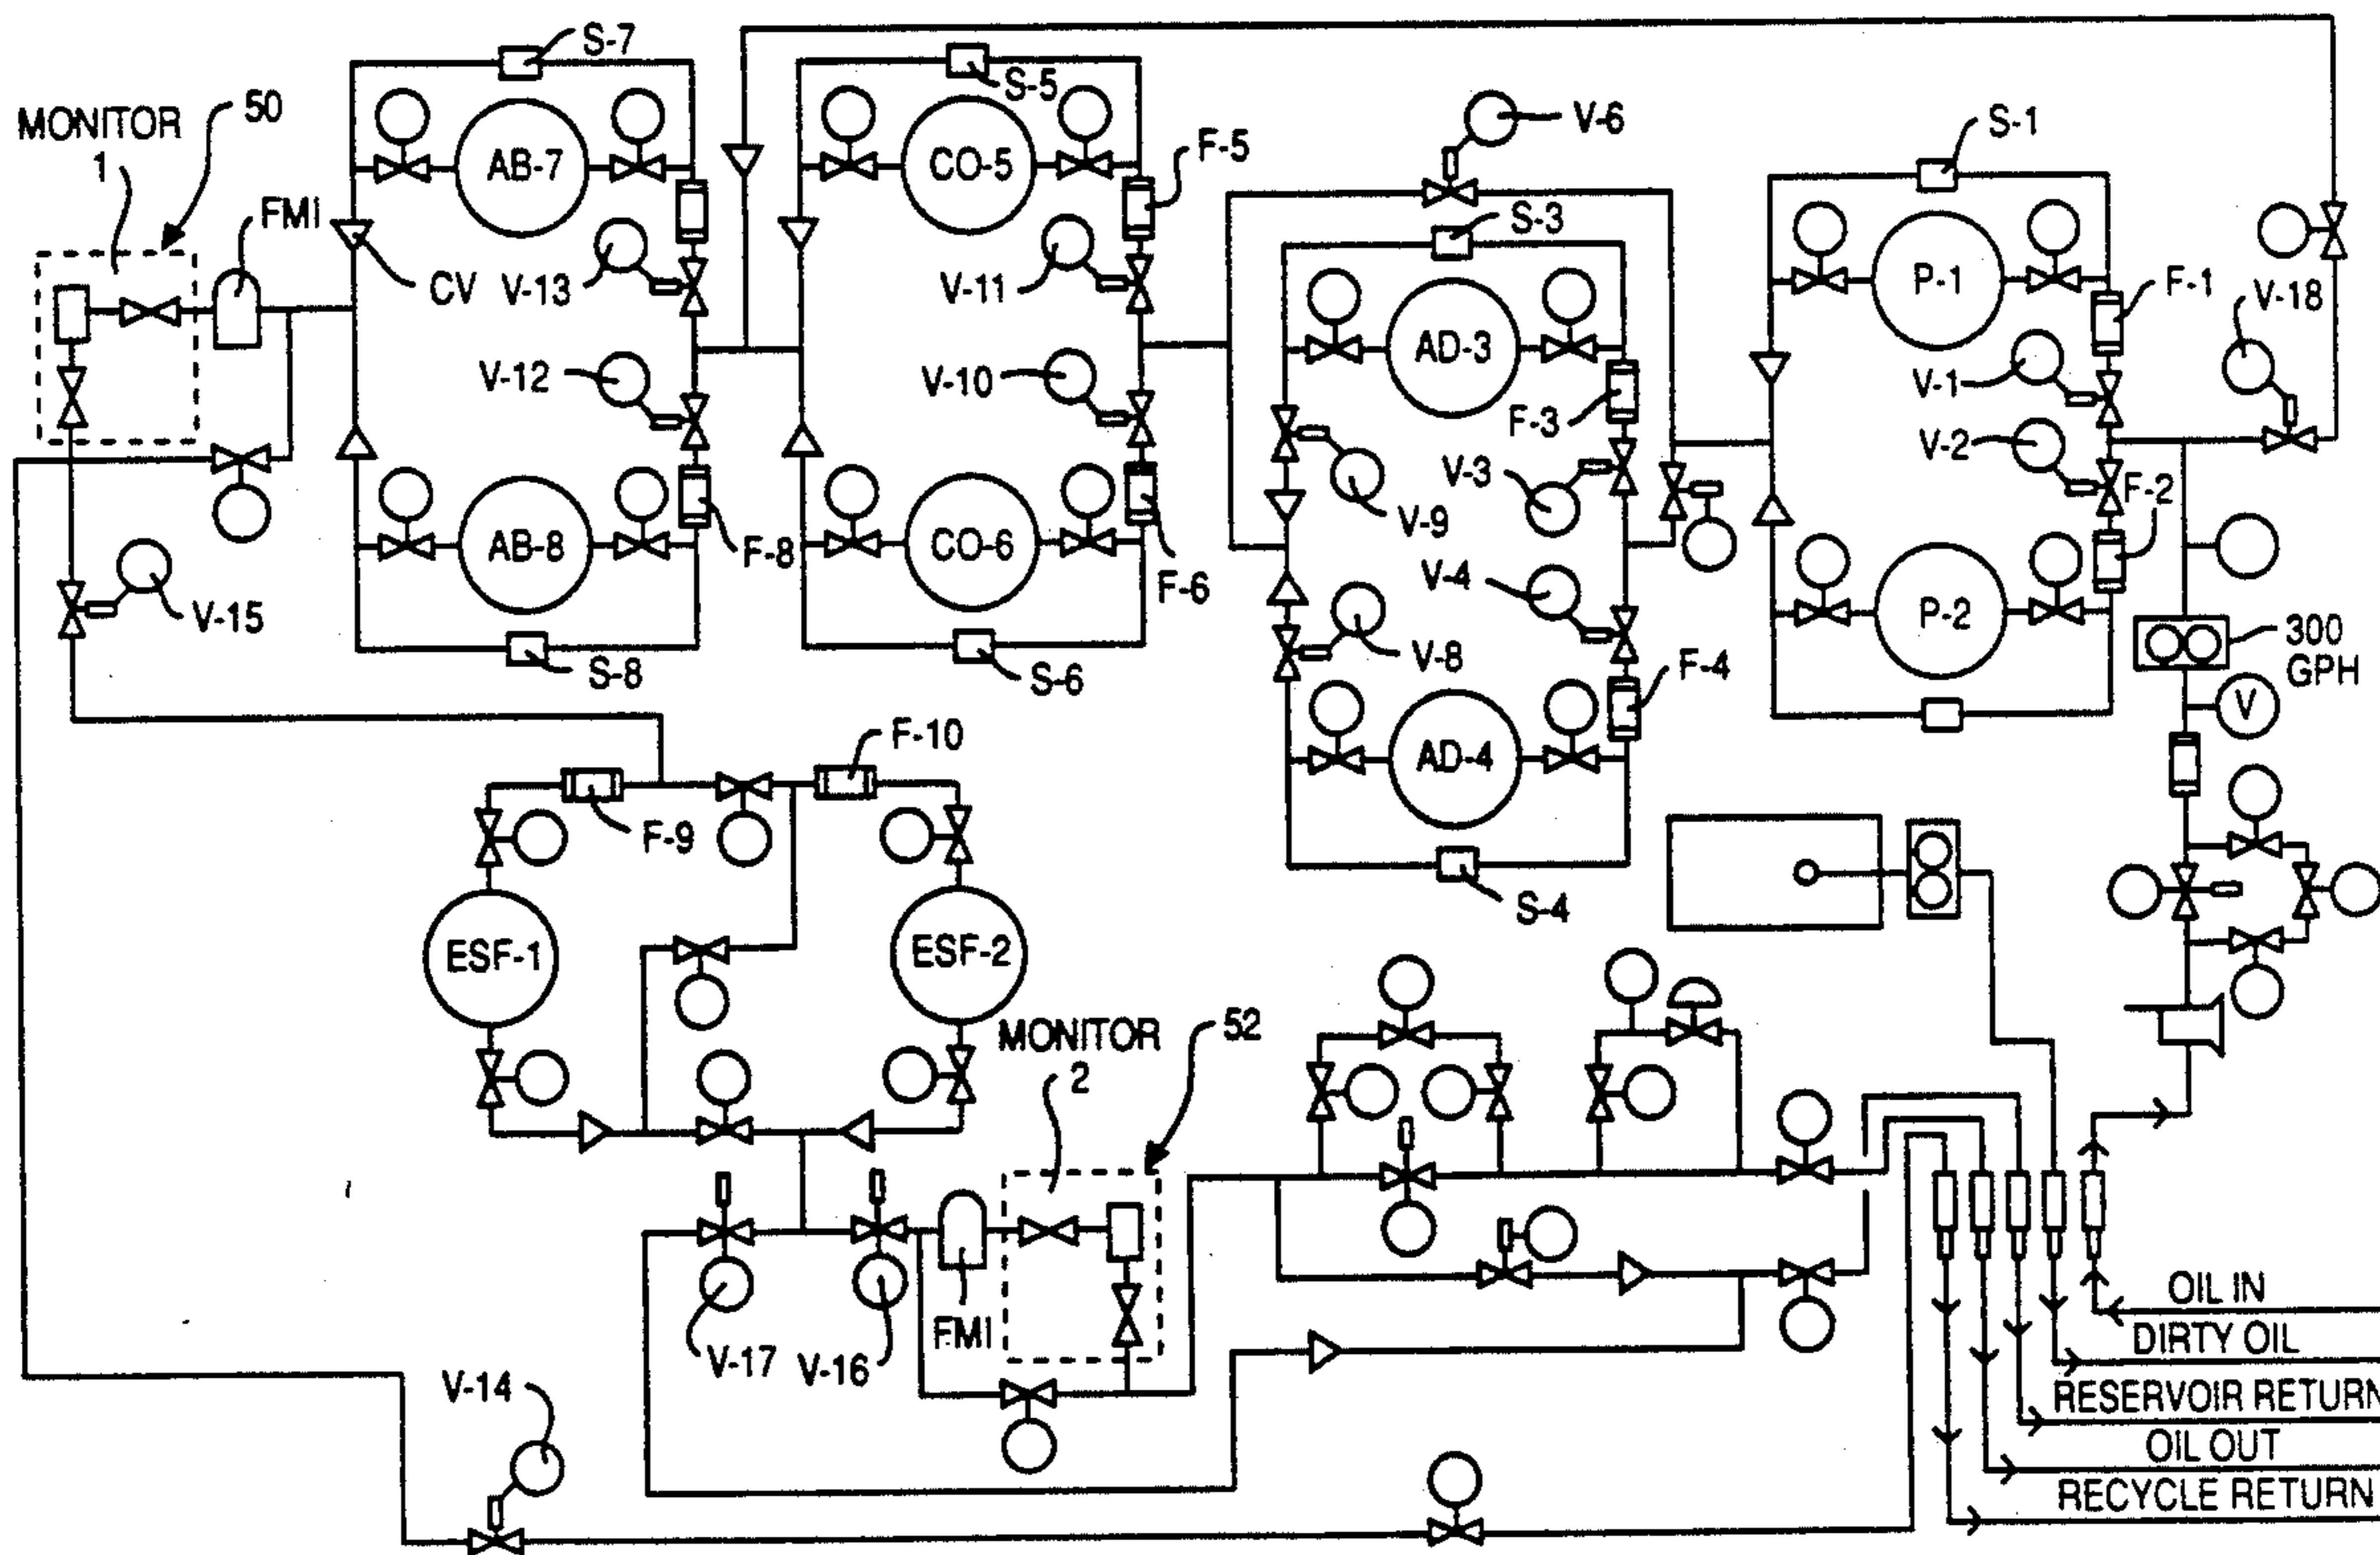 S-7
S-5
S-1
MONITOR
1
50
FMI
AB-7
CO-5
F-5
V-6
S-3
P-1
F-1
CV
V-13
V-11
V-18
AD-3
V-12
V-10
V-1
F-3
V-2
V-3
F-2
V-9
AB-8
F-8
CO-6
F-6
V-4
V-15
P-2
300
GPH
S-8
S-6
V-8
F-4
V
F-10
AD-4
F-9
S-4
ESF-1
ESF-2
MONITOR
2
52
FMI
V-17
V-16
V-14
OIL IN
DIRTY OIL
RESERVOIR RETURN
OIL OUT
RECYCLE RETURN